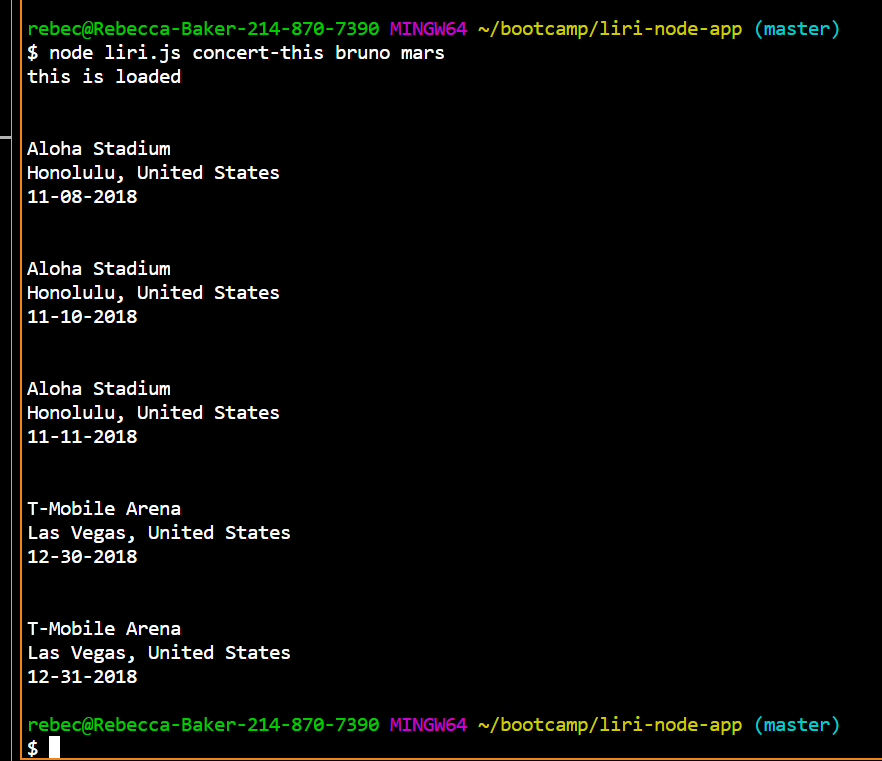 rebec@Rebecca-Baker-214-870-7390 MINGW64 ~/bootcamp/liri-node-app (master)
$ node liri.js concert-this bruno mars
this is loaded
Aloha Stadium
Honolulu, United States
11-08-2018
Aloha Stadium
Honolulu, United States
11-10-2018
Aloha Stadium
Honolulu, United States
11-11-2018
T-Mobile Arena
Las Vegas, United States
12-30-2018
T-Mobile Arena
Las Vegas, United States
12-31-2018
rebec@Rebecca-Baker-214-870-7390 MINGW64 ~/bootcamp/liri-node-app (master)
$